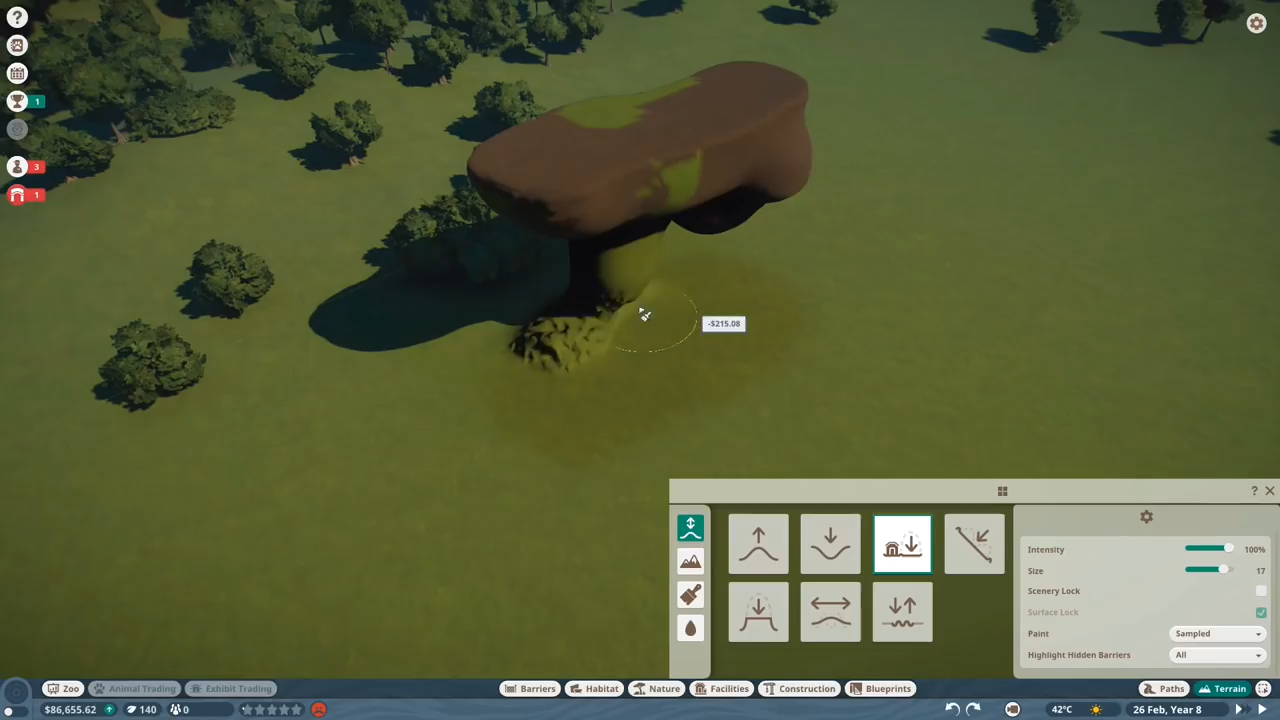 ?
1
3
1
-$215.08
?
Intensity 100%
Size 17
Scenery Lock
Surface Lock
Paint Sampled
Highlight Hidden Barriers All
Zoo Animal Trading Exhibit Trading Barriers Habitat Nature Facilities Construction Blueprints Paths Terrain
$86,655.62 140 0 42°C 26 Feb, Year 8